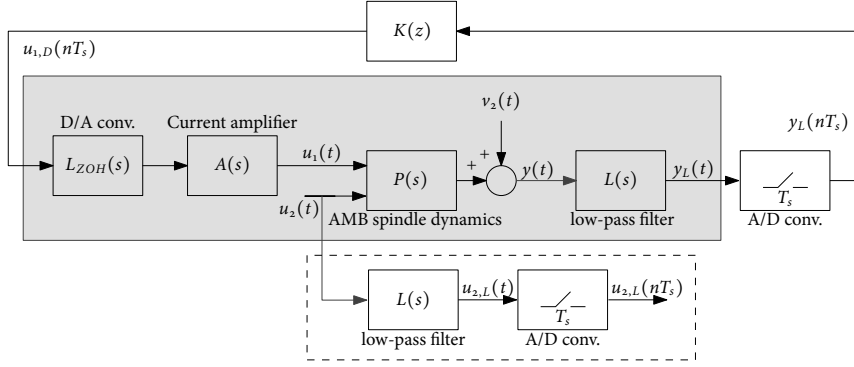 K(z)
u₁,D(nTₛ)
v₂(t)
yL(nTₛ)
D/A conv.
Current amplifier
LZOH(s)
A(s)
u₁(t)
P(s)
+
+
y(t)
L(s)
yL(t)
Tₛ
u₂(t)
AMB spindle dynamics
low-pass filter
A/D conv.
L(s)
u₂,L(t)
Tₛ
u₂,L(nTₛ)
low-pass filter
A/D conv.